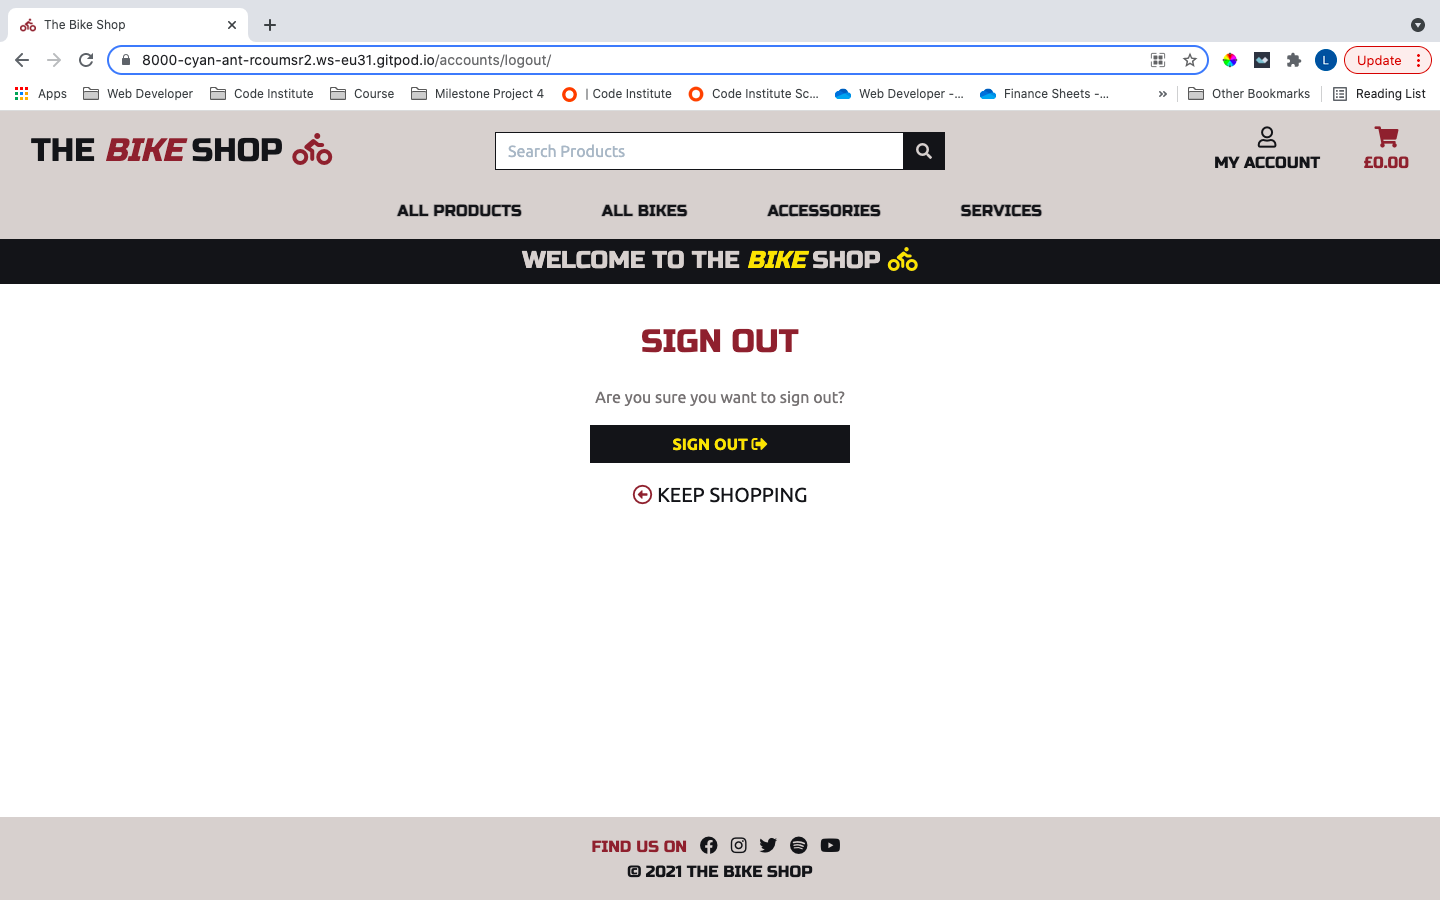 The Bike Shop
8000-cyan-ant-rcoumsr2.ws-eu31.gitpod.io/accounts/logout/
L
Update
Apps
Web Developer
Code Institute
Course
Milestone Project 4
| Code Institute
Code Institute Sc...
Web Developer -...
Finance Sheets -...
»
Other Bookmarks
Reading List
THE BIKE SHOP
Search Products
MY ACCOUNT
£0.00
ALL PRODUCTS
ALL BIKES
ACCESSORIES
SERVICES
WELCOME TO THE BIKE SHOP
SIGN OUT
Are you sure you want to sign out?
SIGN OUT
KEEP SHOPPING
FIND US ON
© 2021 THE BIKE SHOP